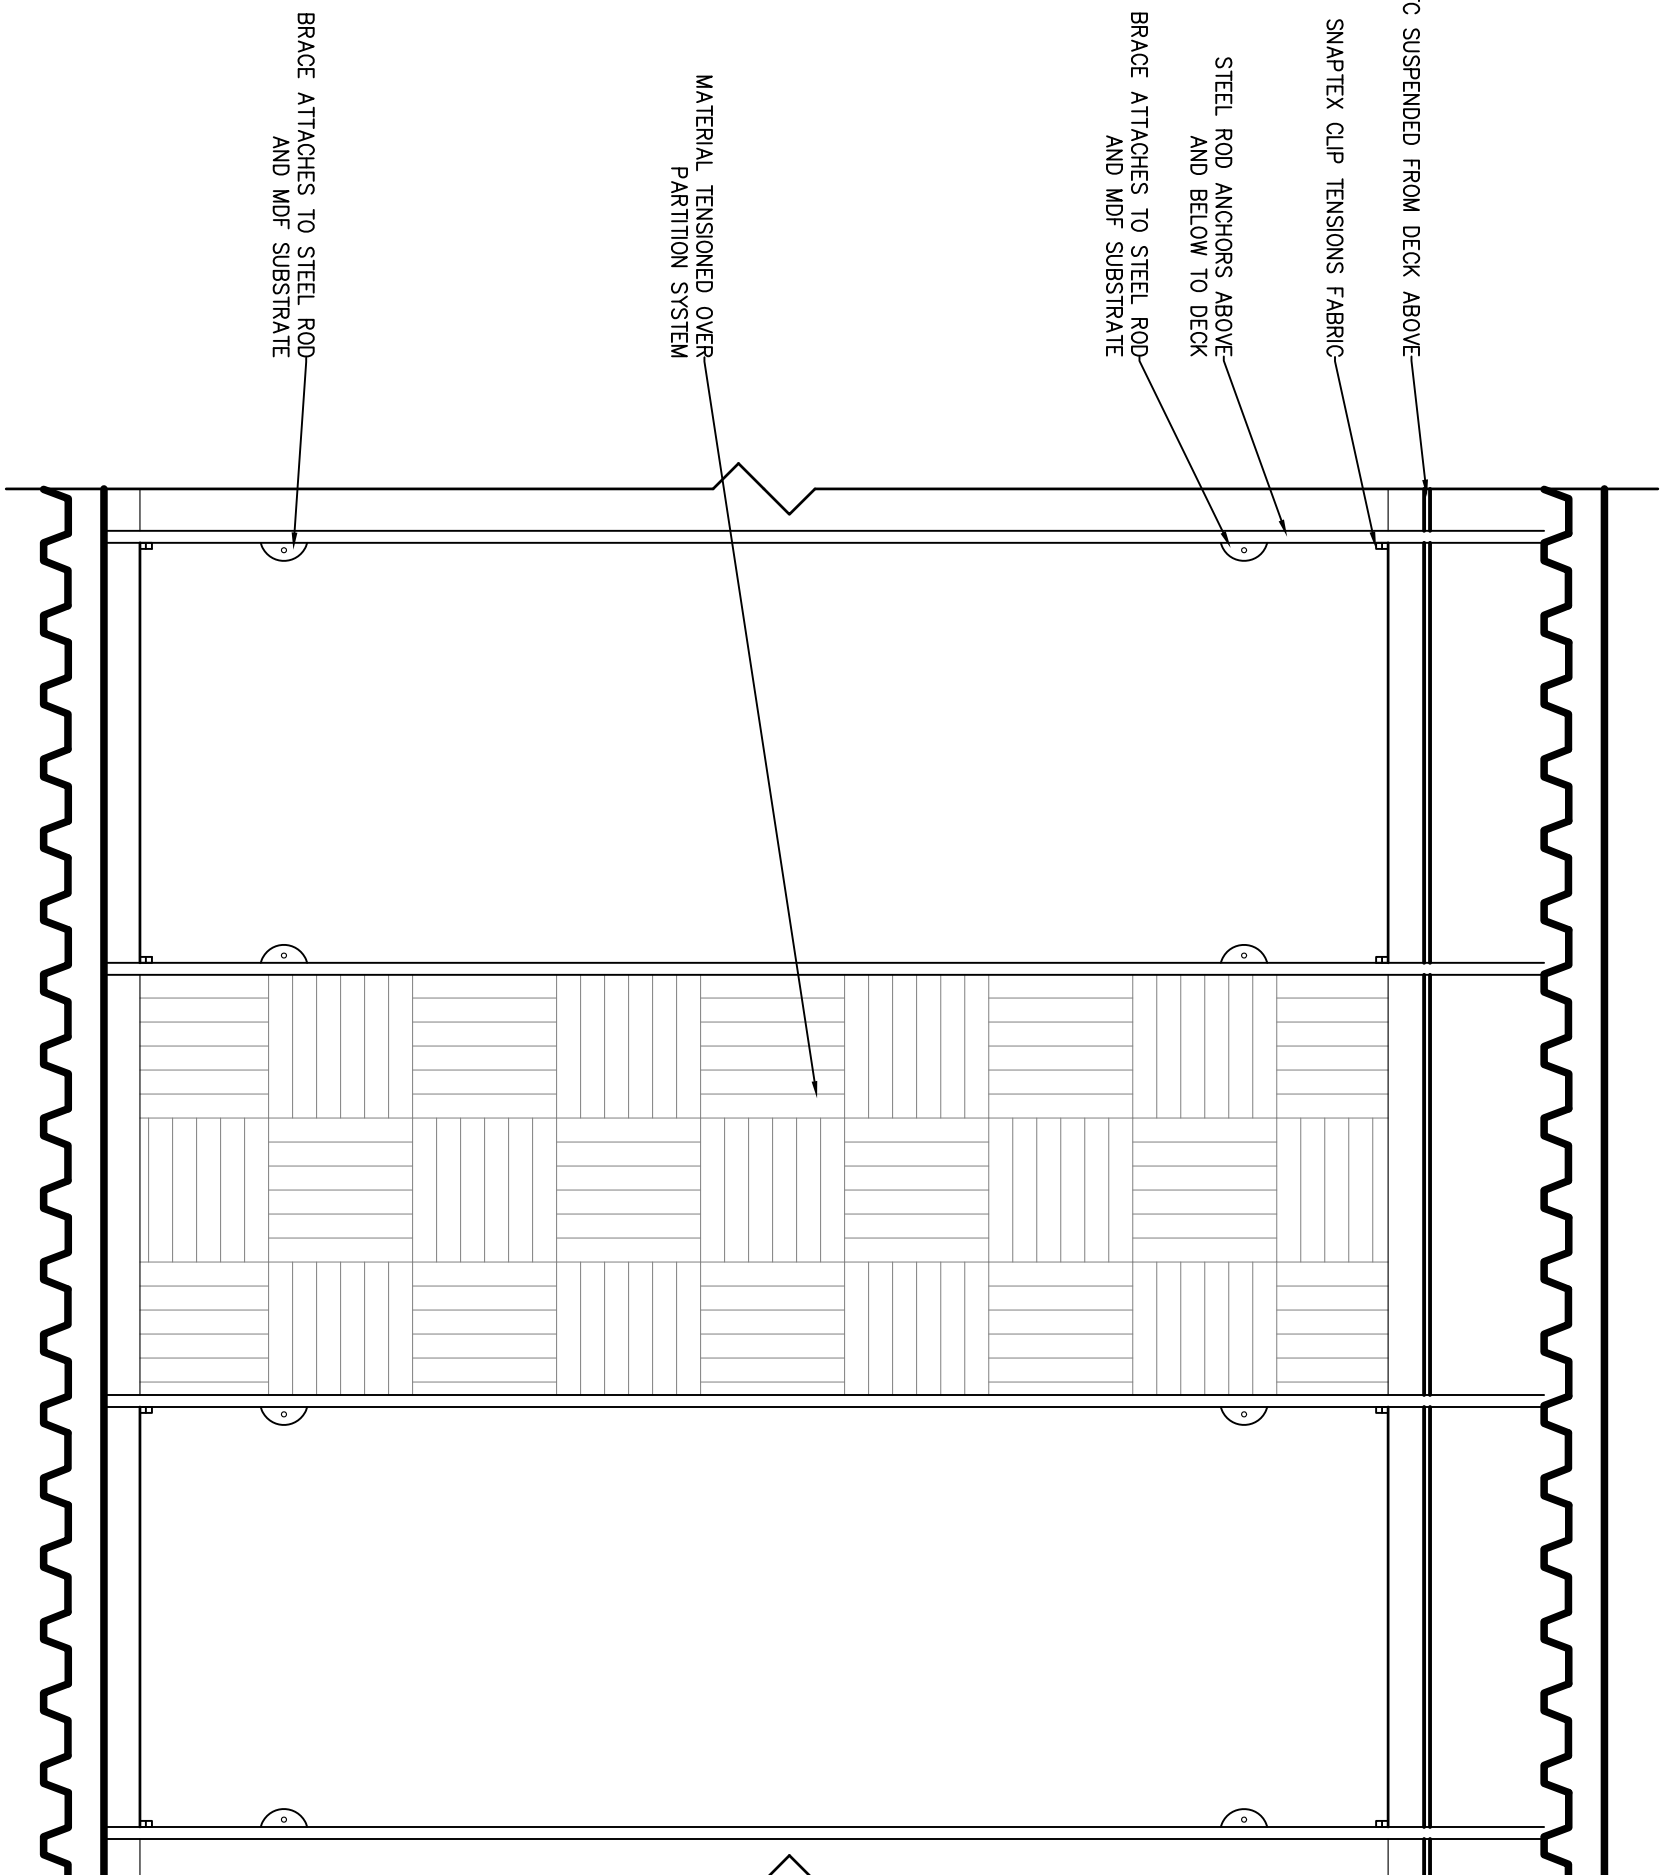 SUSPENDED FROM DECK ABOVE
SNAPTEX CLIP TENSIONS FABRIC
STEEL ROD ANCHORS ABOVE
AND BELOW TO DECK
BRACE ATTACHES TO STEEL ROD
AND MDF SUBSTRATE
MATERIAL TENSIONED OVER
PARTITION SYSTEM
BRACE ATTACHES TO STEEL ROD
AND MDF SUBSTRATE